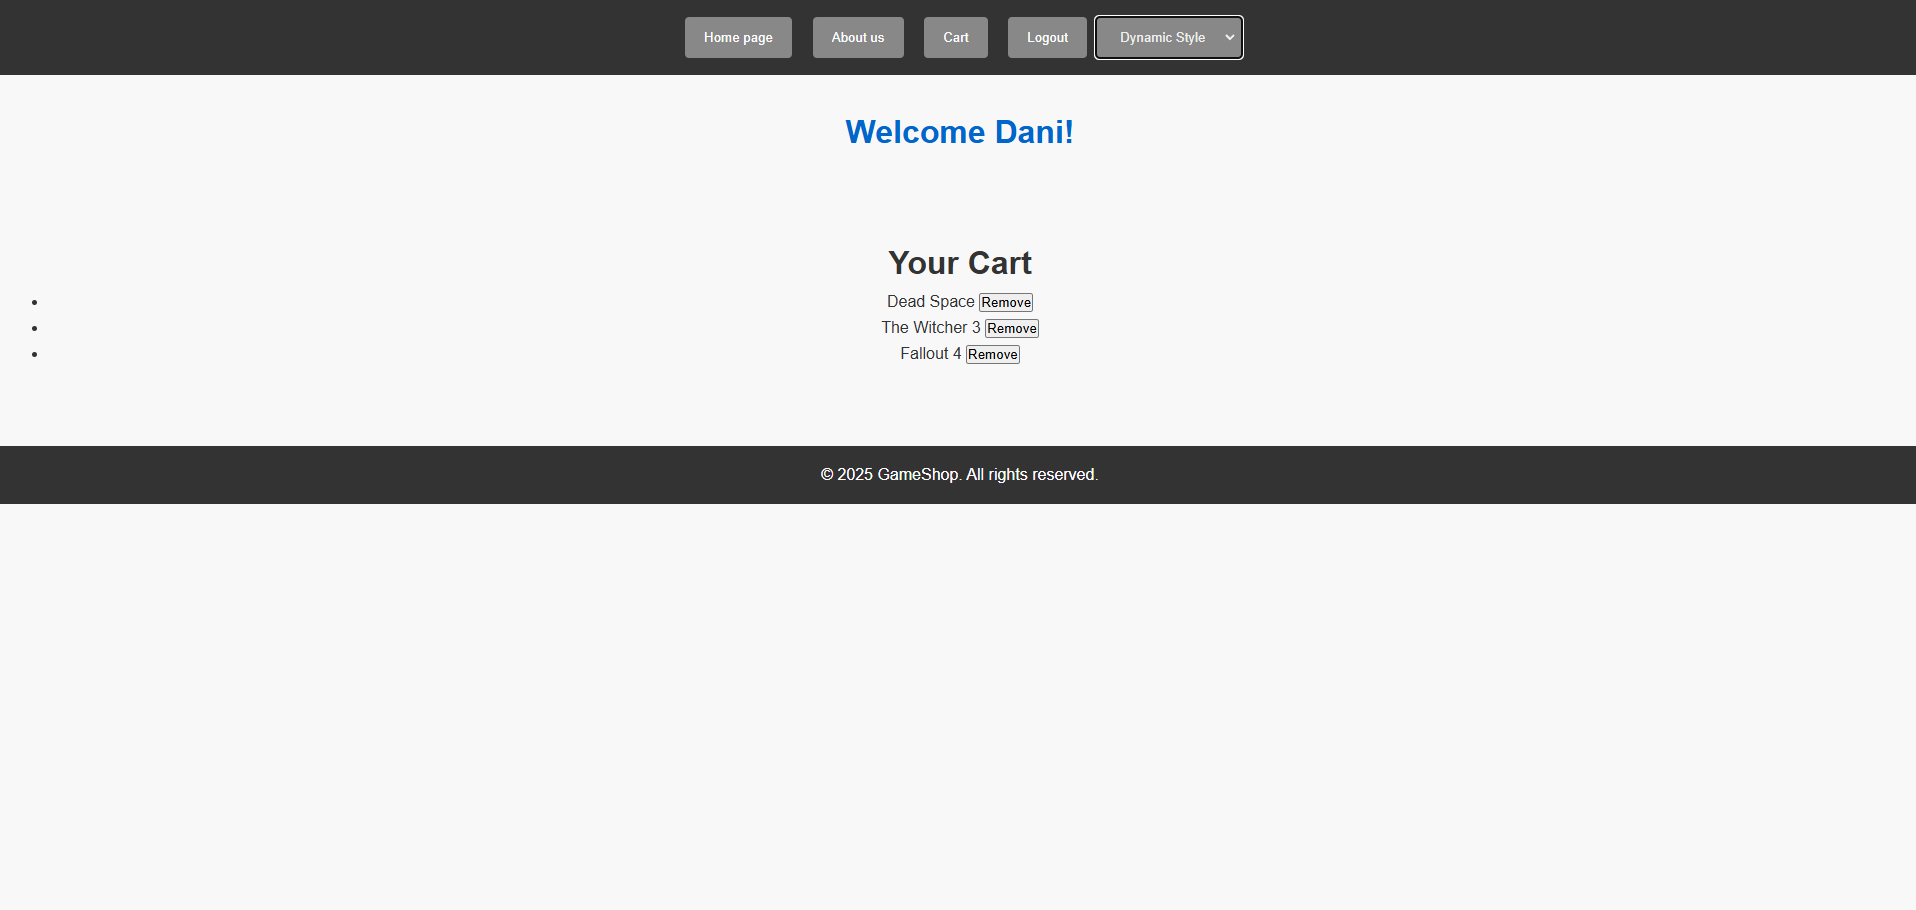 Home page About us Cart Logout Dynamic Style
Welcome Dani!
Your Cart
Dead Space Remove
The Witcher 3 Remove
Fallout 4 Remove
© 2025 GameShop. All rights reserved.